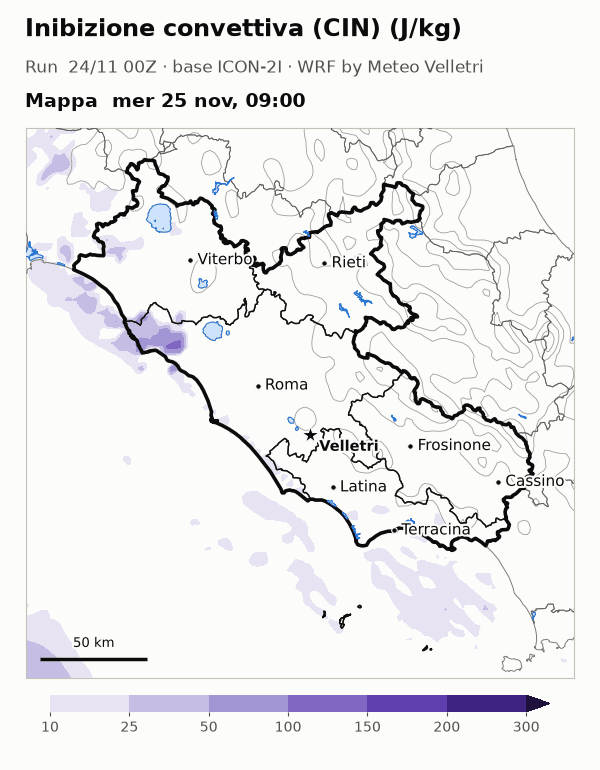 Inibizione convettiva (CIN) (J/kg)
Run 24/11 00Z · base ICON-2I · WRF by Meteo Velletri
Mappa mer 25 nov, 09:00
Viterbo
Rieti
Roma
Velletri
Frosinone
Cassino
Latina
Terracina
50 km
10 25 50 100 150 200 300